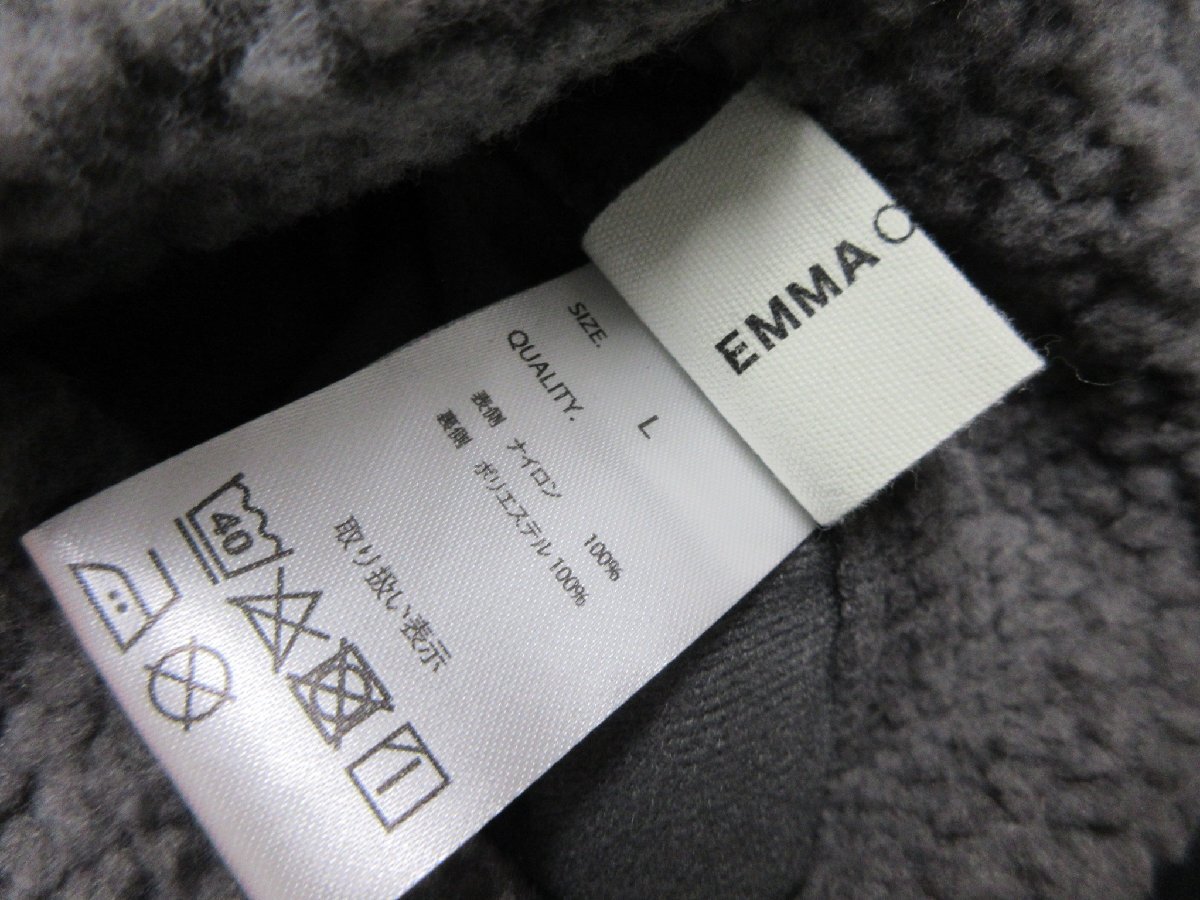 EMMA C
SIZE. L
QUALITY.
表側 ナイロン 100%
裏側 ポリエステル 100%
取り扱い表示
40